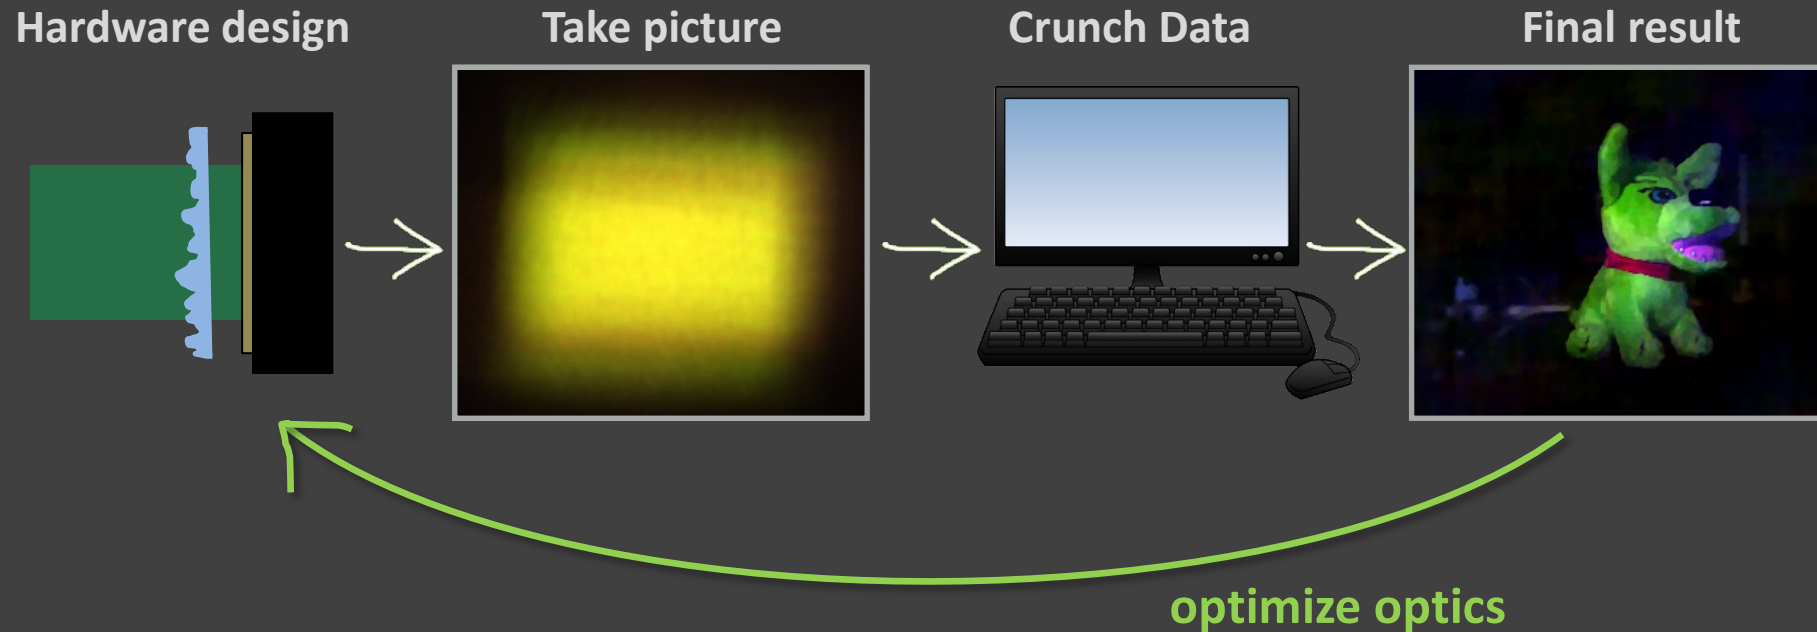 Hardware design
Take picture
Crunch Data
Final result
optimize optics